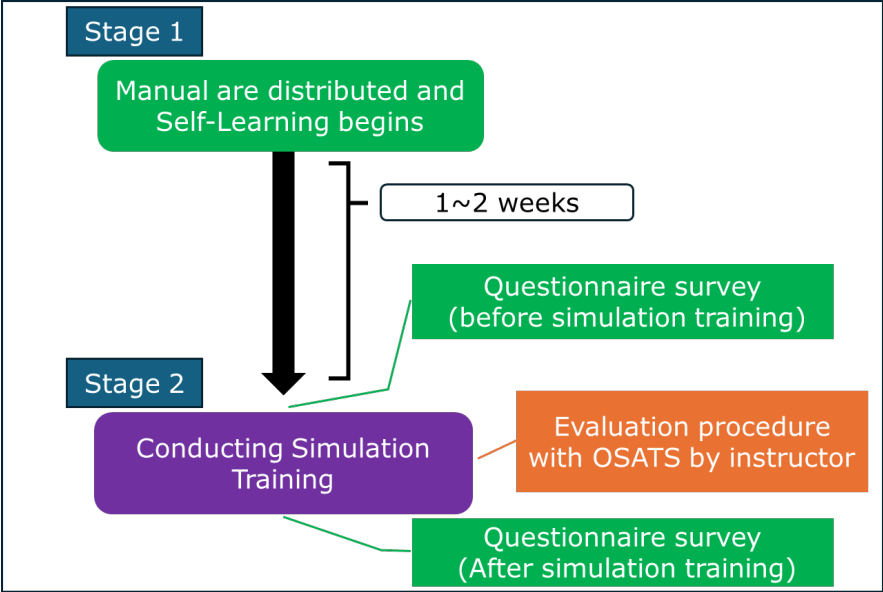 Stage 1
Manual are distributed and
Self-Learning begins
1~2 weeks
Questionnaire survey
(before simulation training)
Stage 2
Conducting Simulation
Training
Evaluation procedure
with OSATS by instructor
Questionnaire survey
(After simulation training)